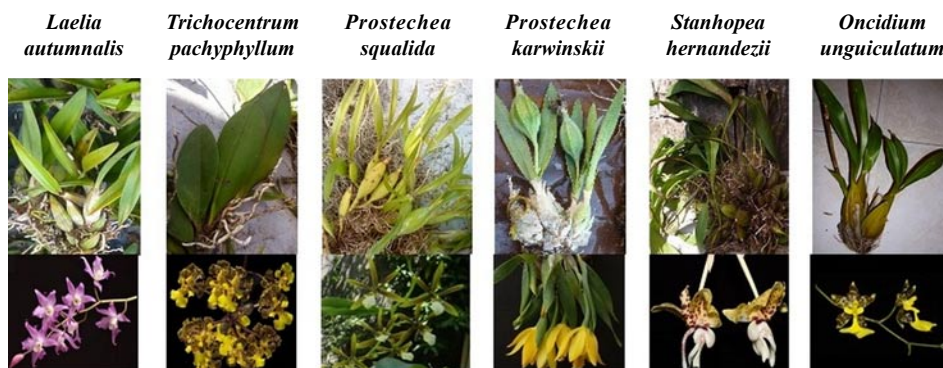 Laelia
autumnalis
Trichocentrum
pachyphyllum
Prostechea
squalida
Prostechea
karwinskii
Stanhopea
hernandezii
Oncidium
unguiculatum